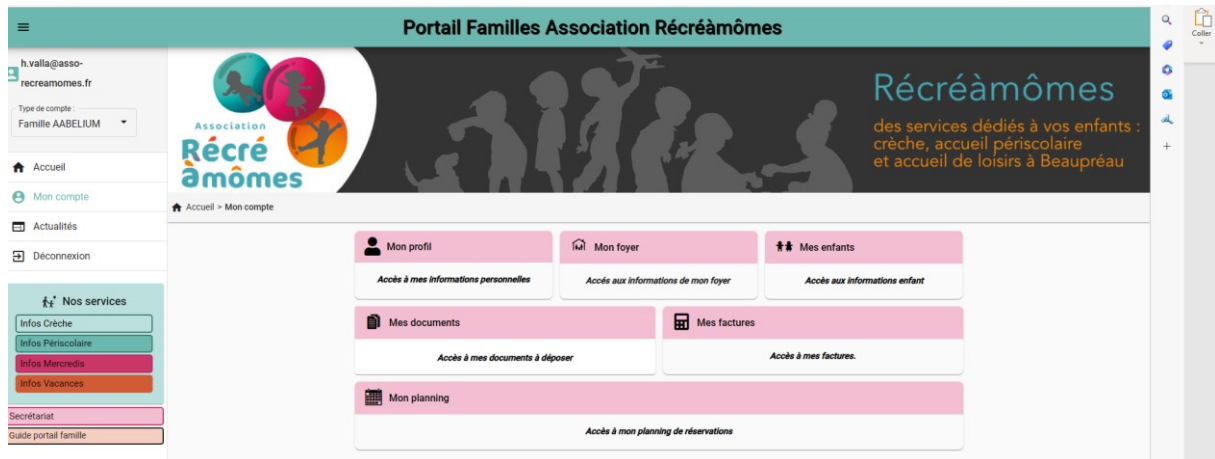 Portail Familles Association Récréàmômes
Coller
h.valla@asso-
recreamomes.fr
Type de compte :
Famille AABELIUM
Accueil
Mon compte
Actualités
Déconnexion
Nos services
Infos Crèche
Infos Périscolaire
Infos Mercredis
Infos Vacances
Secrétariat
Guide portail famille
Association
Récré
àmômes
Récréàmômes
des services dédiés à vos enfants :
crèche, accueil périscolaire
et accueil de loisirs à Beaupréau
Accueil > Mon compte
Mon profil
Accès à mes informations personnelles
Mon foyer
Accés aux informations de mon foyer
Mes enfants
Accès aux informations enfant
Mes documents
Accès à mes documents à déposer
Mes factures
Accès à mes factures.
Mon planning
Accès à mon planning de réservations